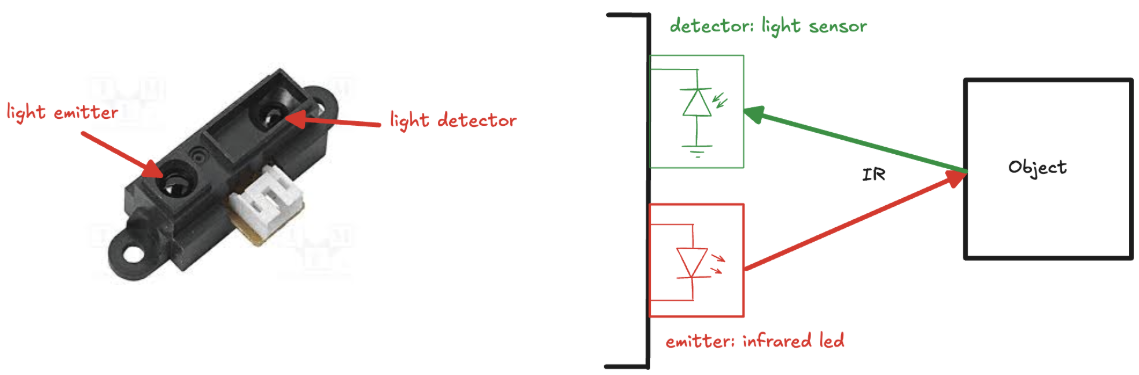 light emitter
light detector
detector: light sensor
IR
Object
emitter: infrared led